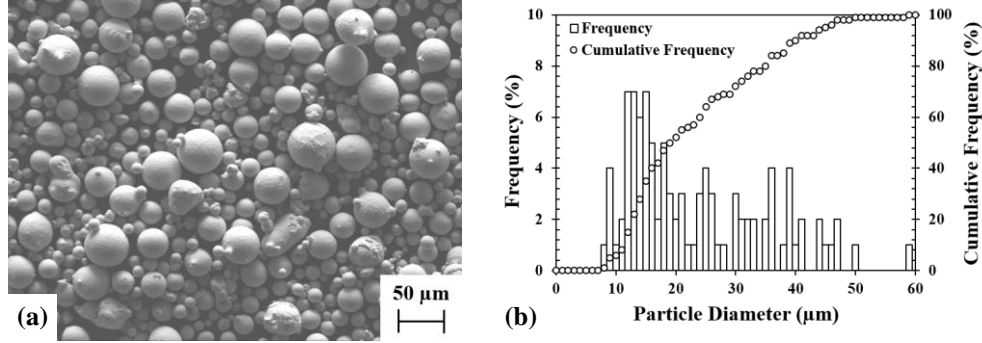 (a)
50 µm
Frequency (%)
10
8
6
4
2
0
Frequency
Cumulative Frequency
100
80
60
40
20
0
Cumulative Frequency (%)
0 10 20 30 40 50 60
Particle Diameter (µm)
(b)